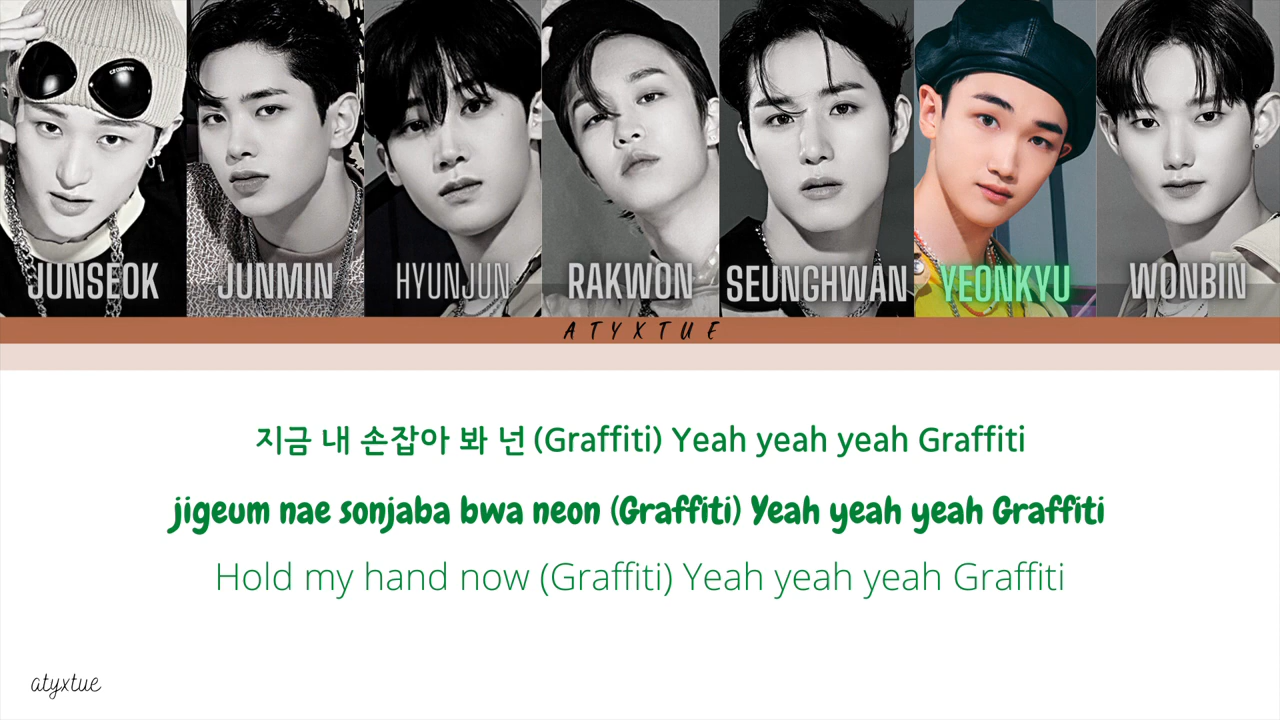 JUNSEOK JUNMIN HYUNJUN RAKWON SEUNGHWAN YEONKYU WONBIN
ATYXTUE
지금 내 손잡아 봐 넌 (Graffiti) Yeah yeah yeah Graffiti
jigeum nae sonjaba bwa neon (Graffiti) Yeah yeah yeah Graffiti
Hold my hand now (Graffiti) Yeah yeah yeah Graffiti
atyxtue